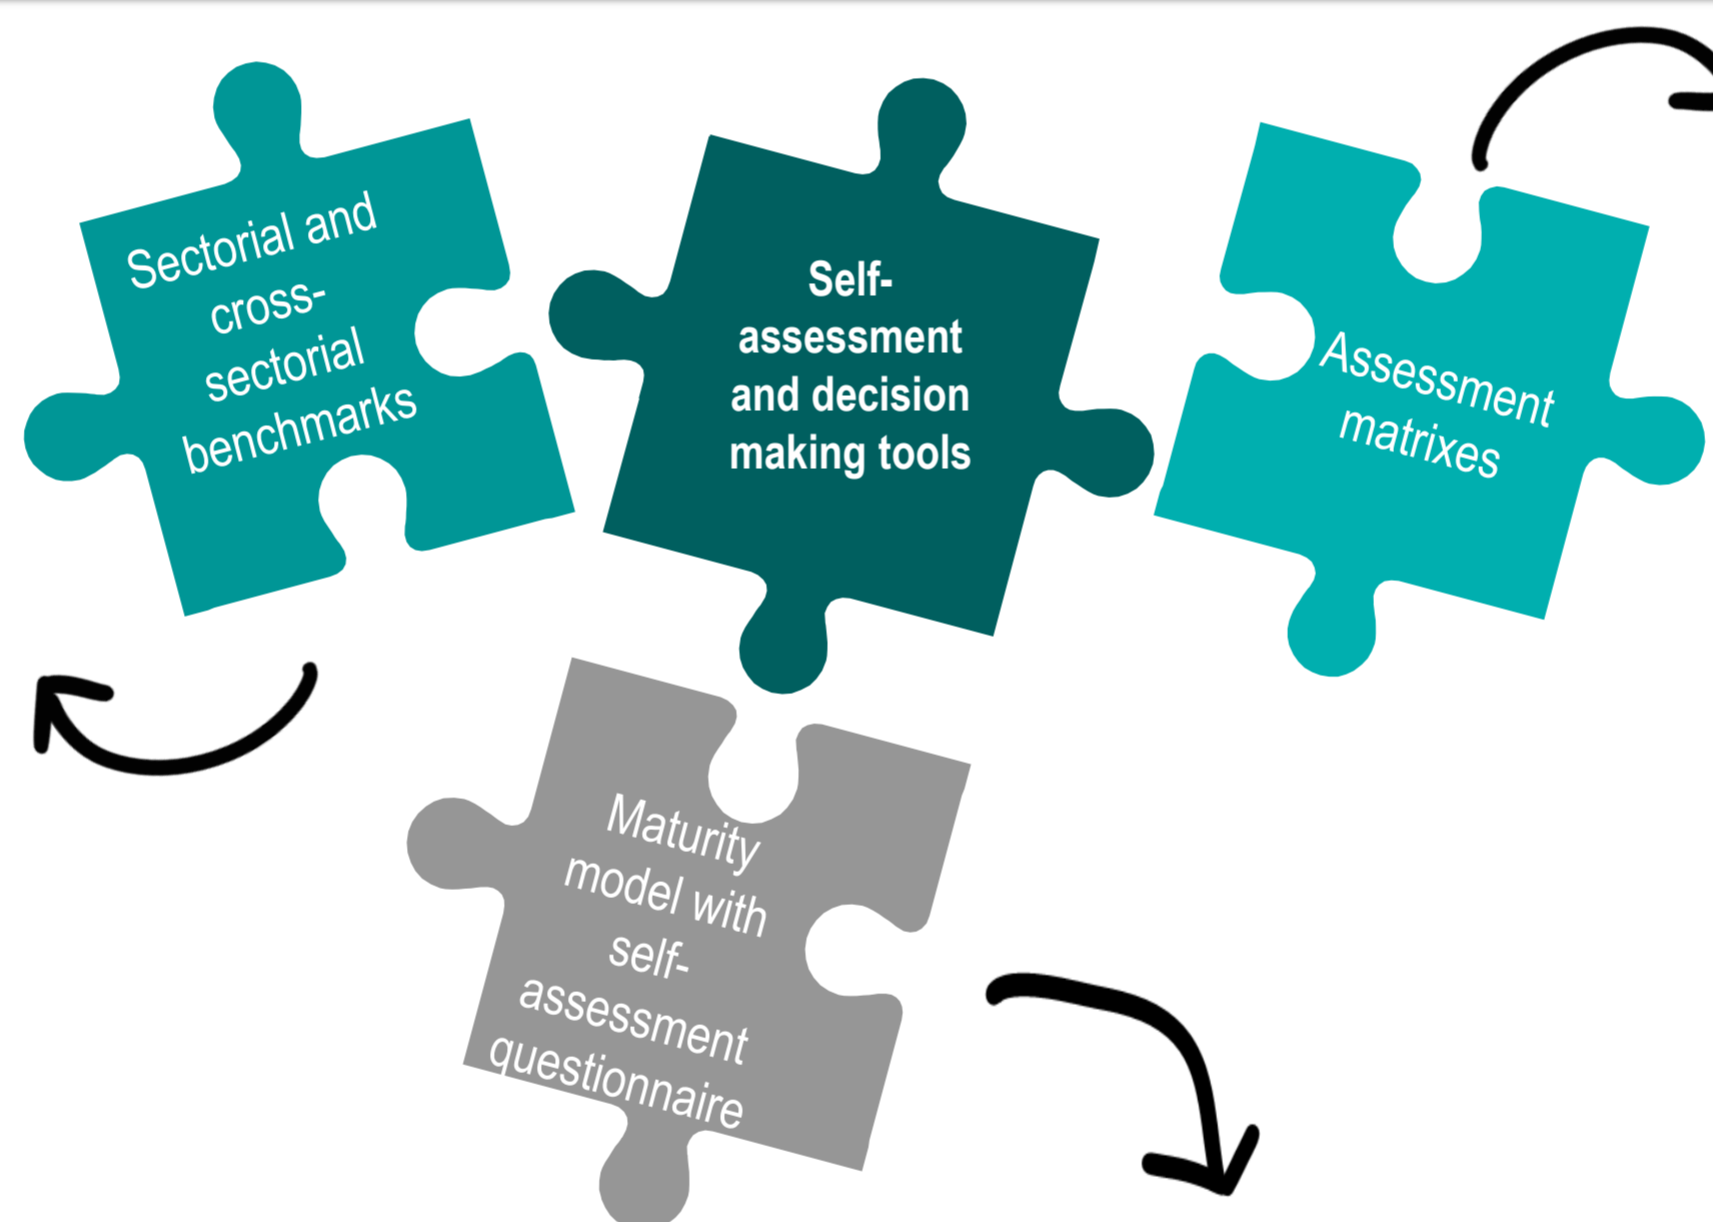 Sectorial and
cross-
sectorial
benchmarks
Self-
assessment
and decision
making tools
Assessment
matrixes
Maturity
model with
self-
assessment
questionnaire